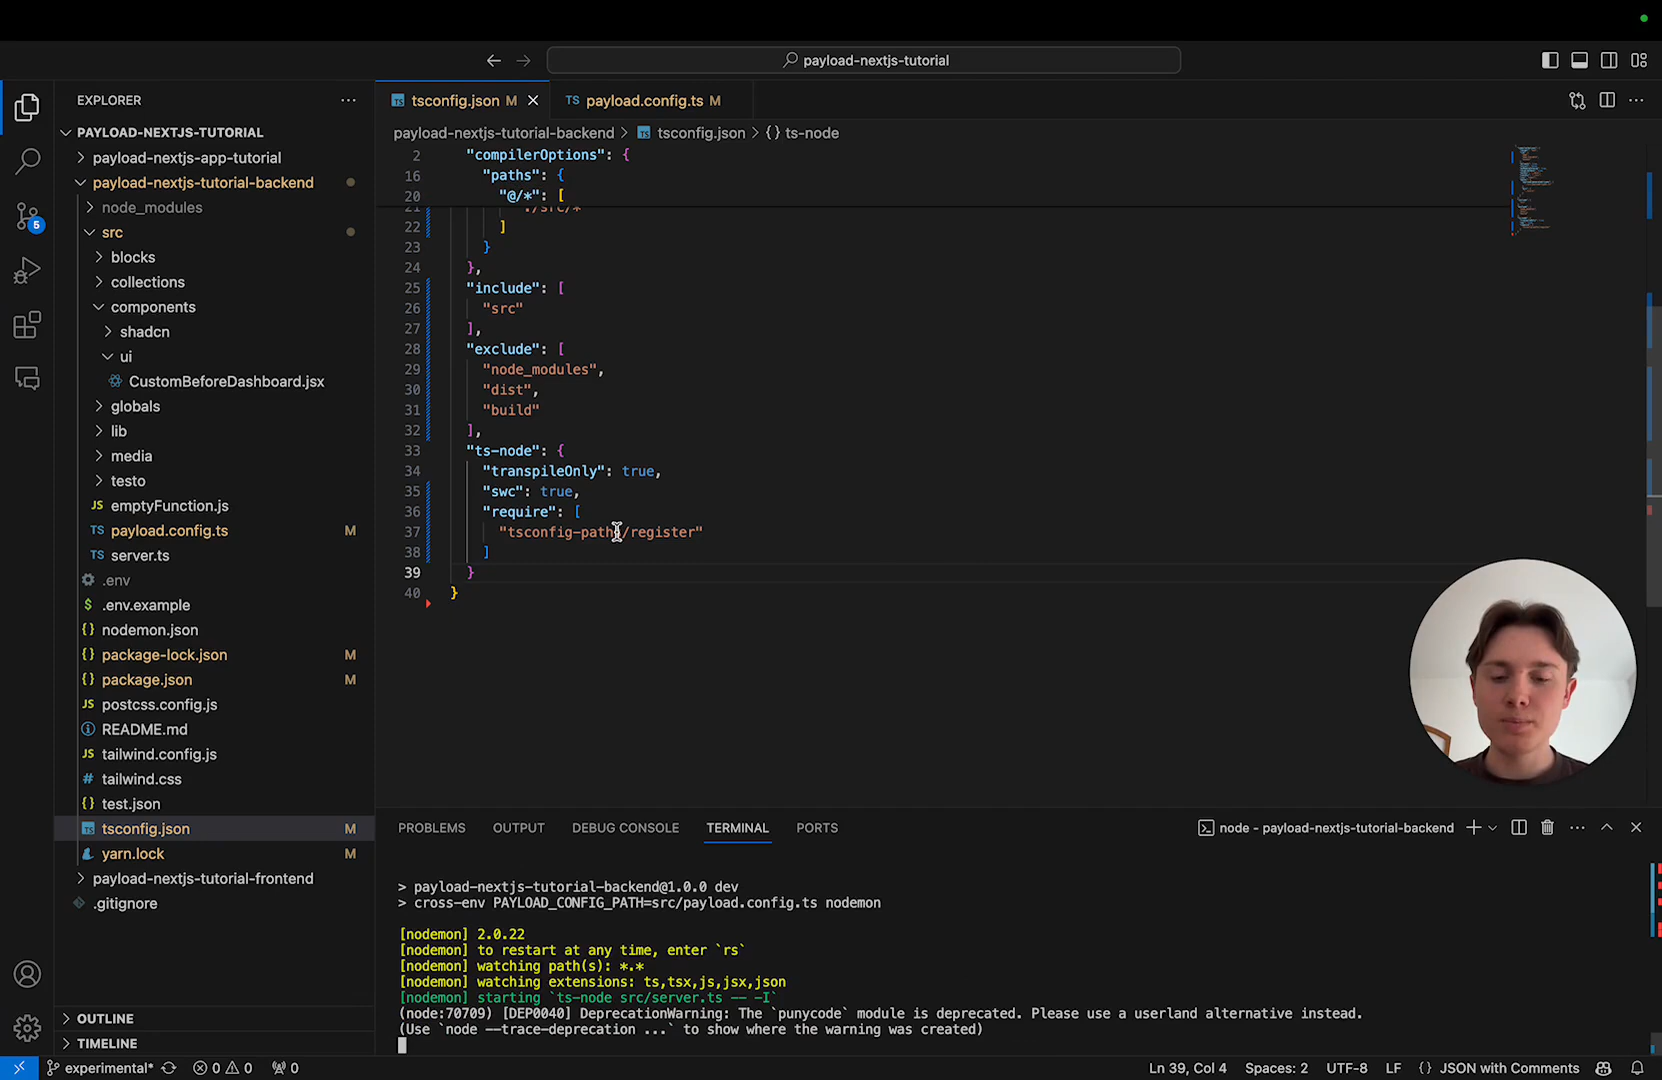 payload-nextjs-tutorial
EXPLORER
tsconfig.json M
payload.config.ts M
PAYLOAD-NEXTJS-TUTORIAL
payload-nextjs-tutorial-backend > tsconfig.json > {} ts-node
payload-nextjs-app-tutorial
payload-nextjs-tutorial-backend
node_modules
src
blocks
collections
components
shadcn
ui
CustomBeforeDashboard.jsx
globals
lib
media
testo
JS emptyFunction.js
TS payload.config.ts M
TS server.ts
.env
$ .env.example
{} nodemon.json
{} package-lock.json M
{} package.json M
JS postcss.config.js
README.md
JS tailwind.config.js
# tailwind.css
{} test.json
tsconfig.json M
yarn.lock M
payload-nextjs-tutorial-frontend
.gitignore
OUTLINE
TIMELINE
5
2 "compilerOptions": {
16 "paths": {
20 "@/*": [
21 "./src/*"
22 ]
23 }
24 },
25 "include": [
26 "src"
27 ],
28 "exclude": [
29 "node_modules",
30 "dist",
31 "build"
32 ],
33 "ts-node": {
34 "transpileOnly": true,
35 "swc": true,
36 "require": [
37 "tsconfig-paths/register"
38 ]
39 }
40 }
PROBLEMS OUTPUT DEBUG CONSOLE TERMINAL PORTS
node - payload-nextjs-tutorial-backend
> payload-nextjs-tutorial-backend@1.0.0 dev
> cross-env PAYLOAD_CONFIG_PATH=src/payload.config.ts nodemon
[nodemon] 2.0.22
[nodemon] to restart at any time, enter `rs`
[nodemon] watching path(s): *.*
[nodemon] watching extensions: ts,tsx,js,jsx,json
[nodemon] starting `ts-node src/server.ts -- -I`
(node:70709) [DEP0040] DeprecationWarning: The `punycode` module is deprecated. Please use a userland alternative instead.
(Use `node --trace-deprecation ...` to show where the warning was created)
experimental* 0 0 0
Ln 39, Col 4 Spaces: 2 UTF-8 LF {} JSON with Comments